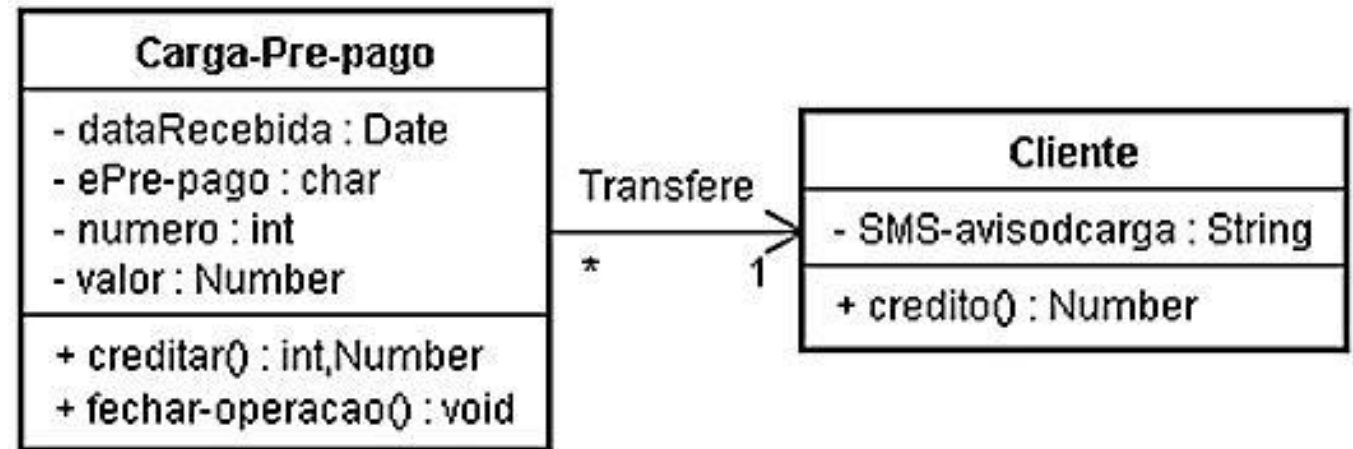 Carga-Pre-pago
- dataRecebida : Date
- ePre-pago : char
- numero : int
- valor : Number
+ creditar() : int,Number
+ fechar-operacao() : void
Transfere
*
1
Cliente
- SMS-avisodcarga : String
+ credito() : Number